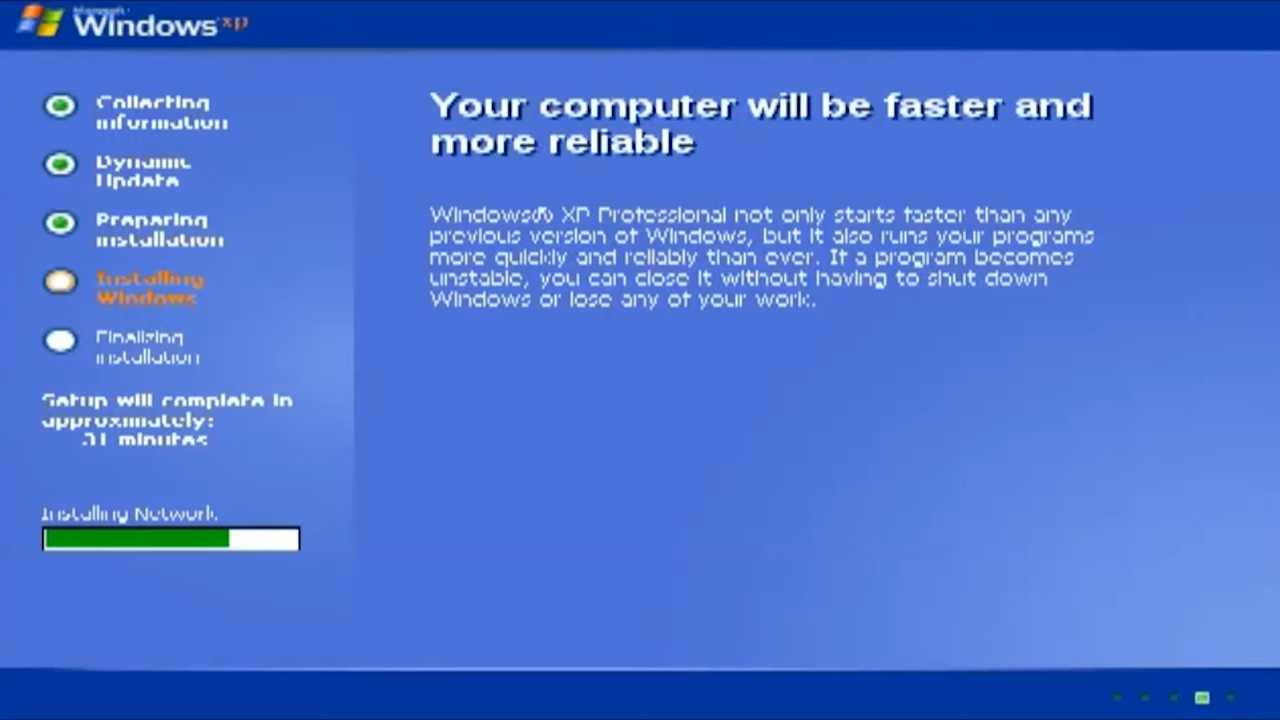 Microsoft
Windows xp
Collecting
information
Dynamic
Update
Preparing
installation
Installing
Windows
Finalizing
installation
Setup will complete in
approximately:
31 minutes
Installing Network
Your computer will be faster and
more reliable
Windows® XP Professional not only starts faster than any
previous version of Windows, but it also runs your programs
more quickly and reliably than ever. If a program becomes
unstable, you can close it without having to shut down
Windows or lose any of your work.